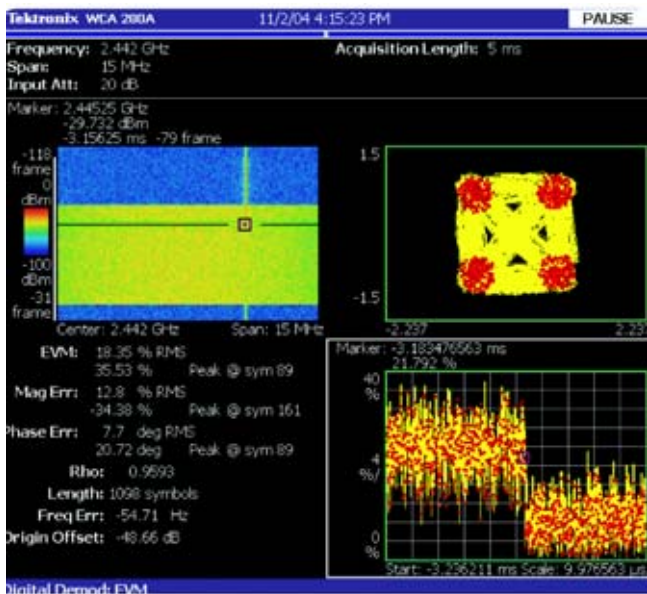 Tektronix WCA 200A 11/2/04 4:15:23 PM PAUSE
Frequency: 2.442 GHz Acquisition Length: 5 ms
Span: 15 MHz
Input Att: 20 dB
Marker: 2.44525 GHz
-29.732 dBm
-3.15625 ms -79 frame
-118
frame
0
dBm
-100
dBm
-31
frame
Center: 2.442 GHz Span: 15 MHz
1.5
-1.5
-2.237 2.23
EVM: 18.35 % RMS
35.53 % Peak @ sym 89
Mag Err: 12.8 % RMS
-34.38 % Peak @ sym 161
Phase Err: 7.7 deg RMS
20.72 deg Peak @ sym 89
Rho: 0.9593
Length: 1098 symbols
Freq Err: -54.71 Hz
Origin Offset: -48.66 dB
Marker: -3.183476563 ms
21.792 %
40
%
4
%/
0
%
Start: -3.236211 ms Scale: 9.976563 µs
Digital Demod: EVM